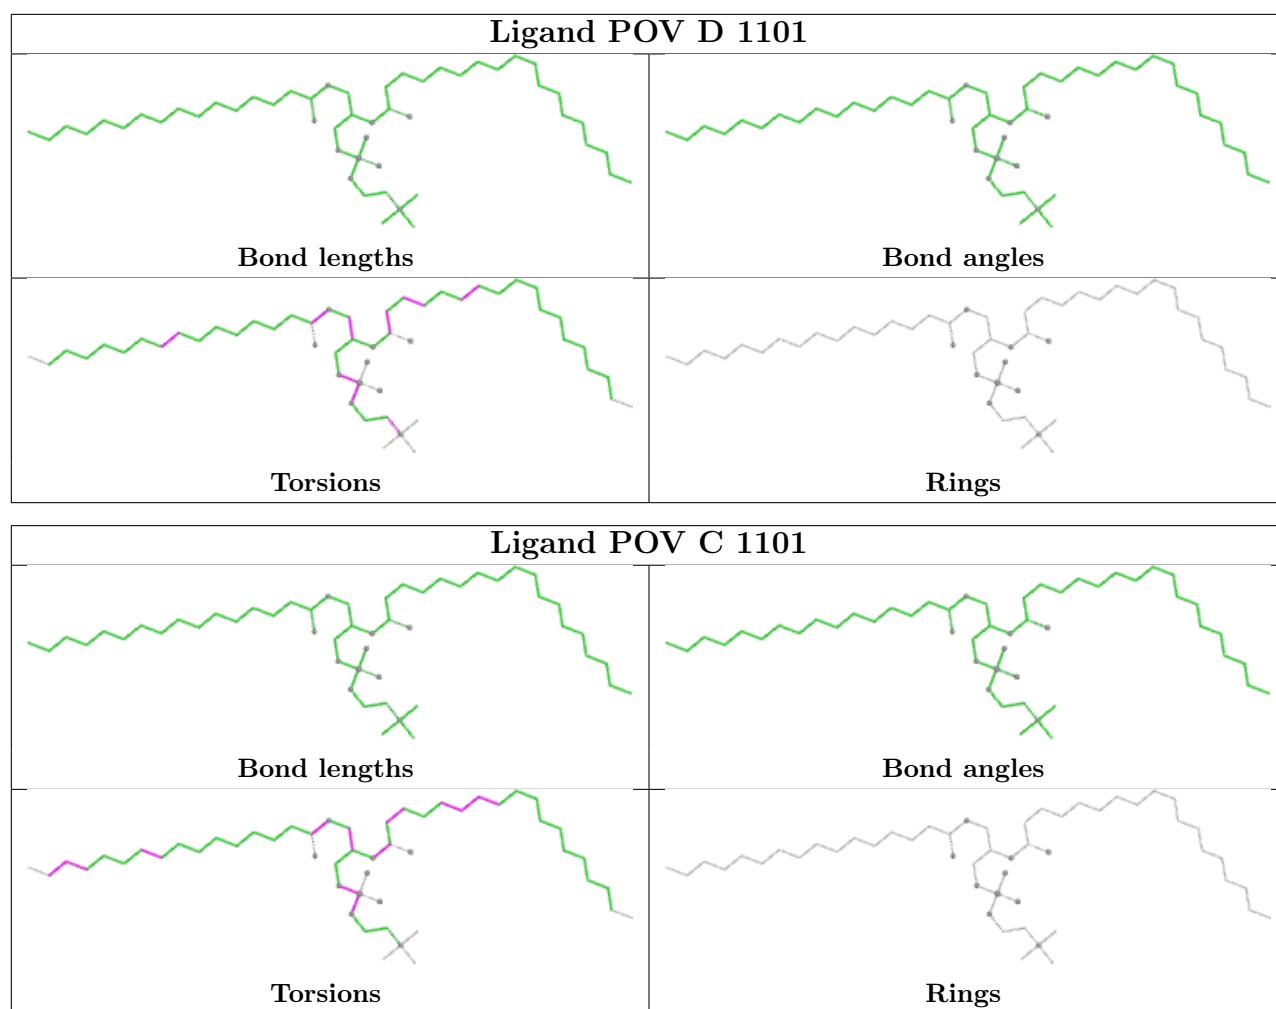 Ligand POV D 1101
Bond lengths
Bond angles
Torsions
Rings
Ligand POV C 1101
Bond lengths
Bond angles
Torsions
Rings